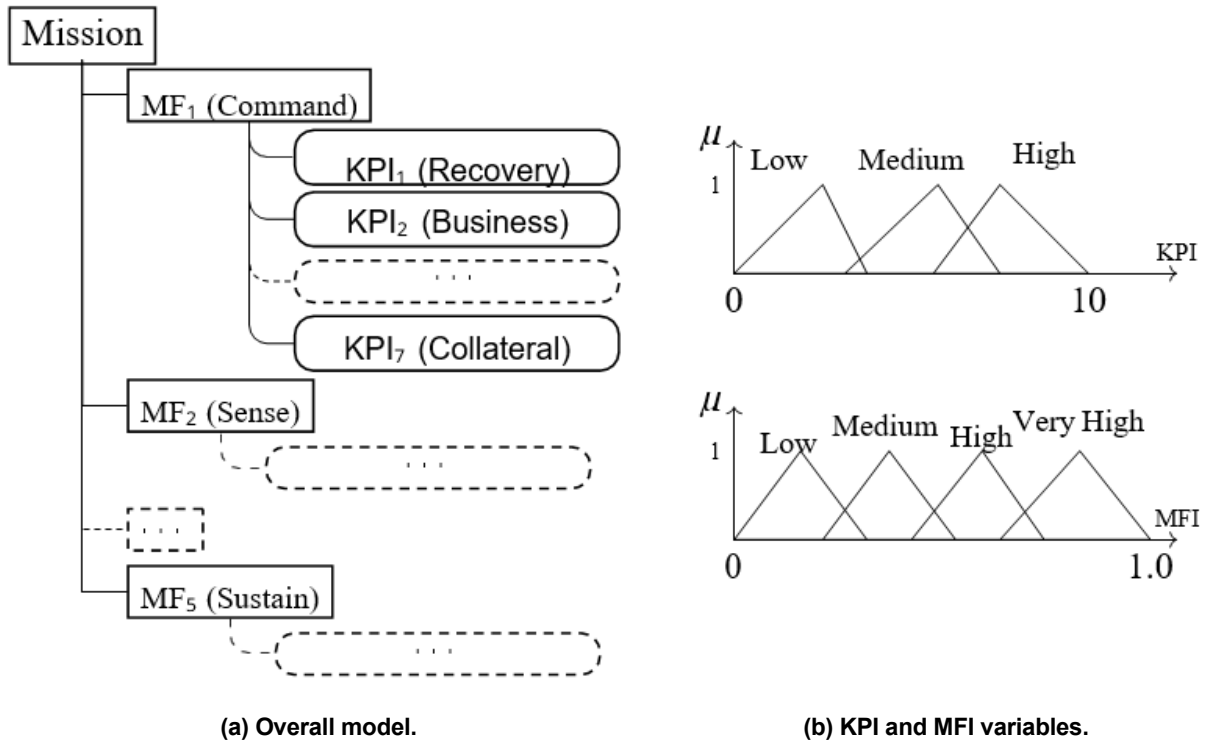 Mission
MF₁ (Command)
KPI₁ (Recovery)
KPI₂ (Business)
...
KPI₇ (Collateral)
MF₂ (Sense)
...
...
MF₅ (Sustain)
...
(a) Overall model.
μ
Low Medium High
1
KPI
0 10
μ
Low Medium High Very High
1
MFI
0 1.0
(b) KPI and MFI variables.